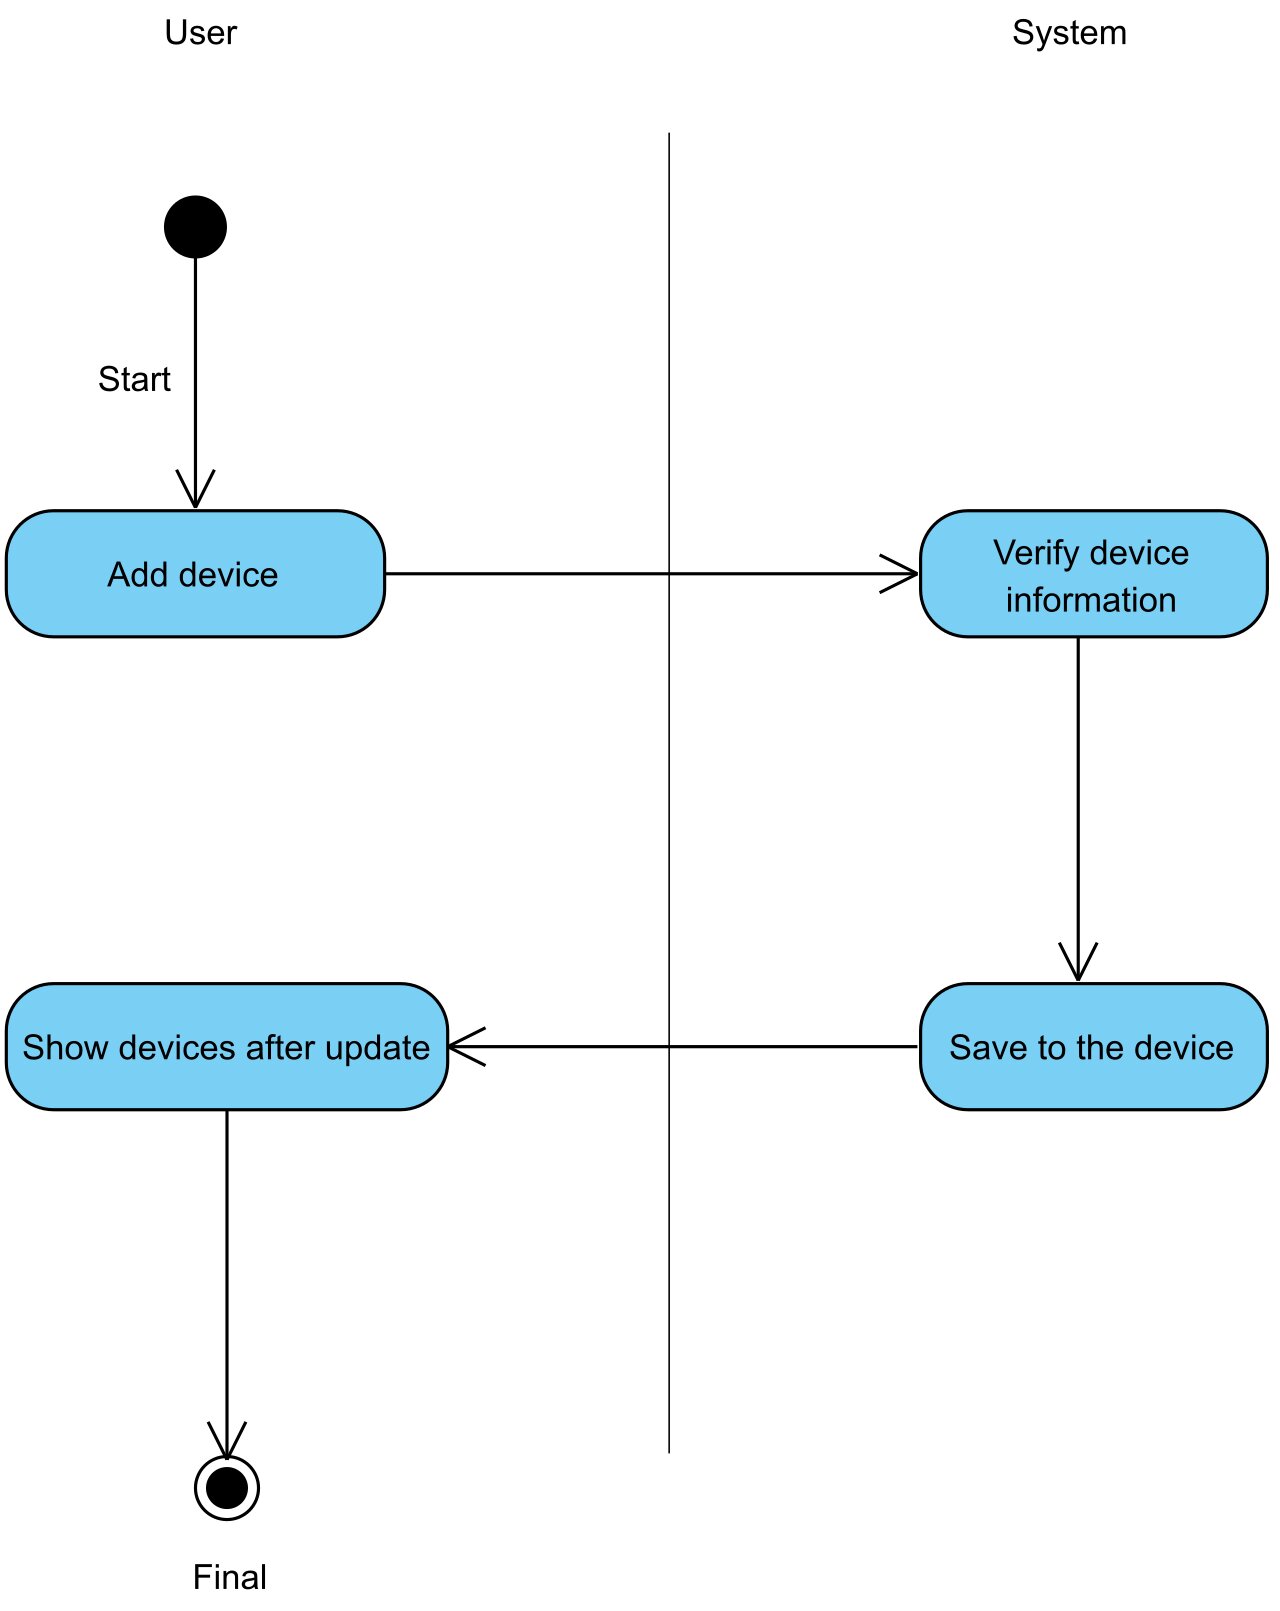 User
System
Start
Add device
Verify device
information
Show devices after update
Save to the device
Final